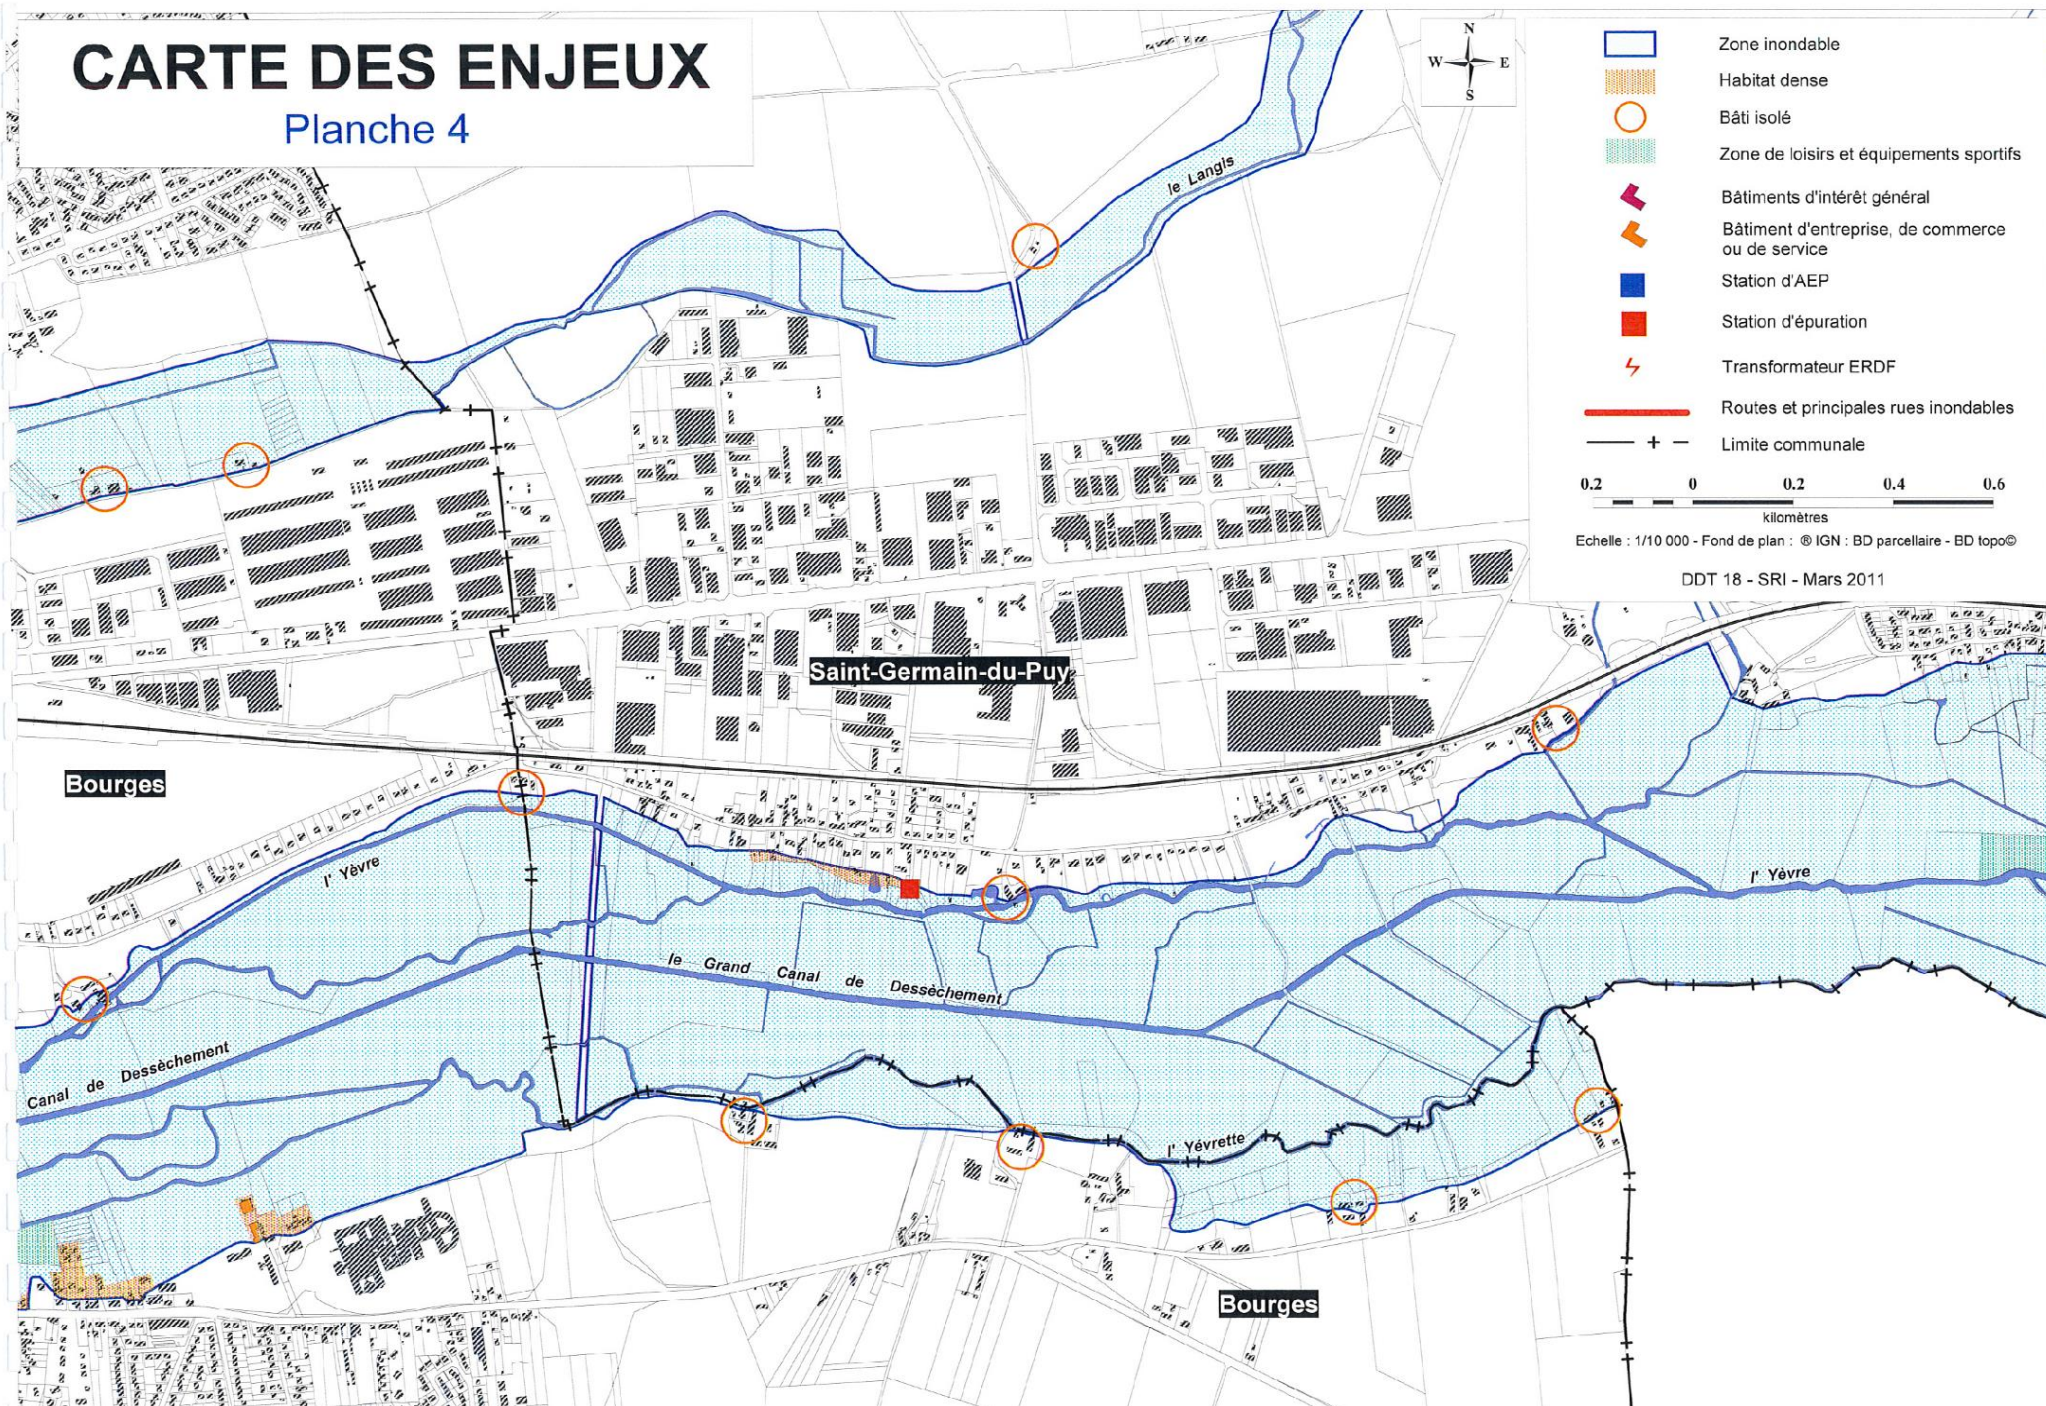 CARTE DES ENJEUX
Planche 4
N
W E
S
Zone inondable
Habitat dense
Bâti isolé
Zone de loisirs et équipements sportifs
Bâtiments d'intérêt général
Bâtiment d'entreprise, de commerce
ou de service
Station d'AEP
Station d'épuration
Transformateur ERDF
Routes et principales rues inondables
Limite communale
0.2 0 0.2 0.4 0.6
kilomètres
Echelle : 1/10 000 - Fond de plan : ® IGN : BD parcellaire - BD topo©
DDT 18 - SRI - Mars 2011
le Langis
Saint-Germain-du-Puy
Bourges
l' Yèvre
l' Yèvre
le Grand Canal de Dessèchement
Canal de Dessèchement
l' Yévrette
Bourges